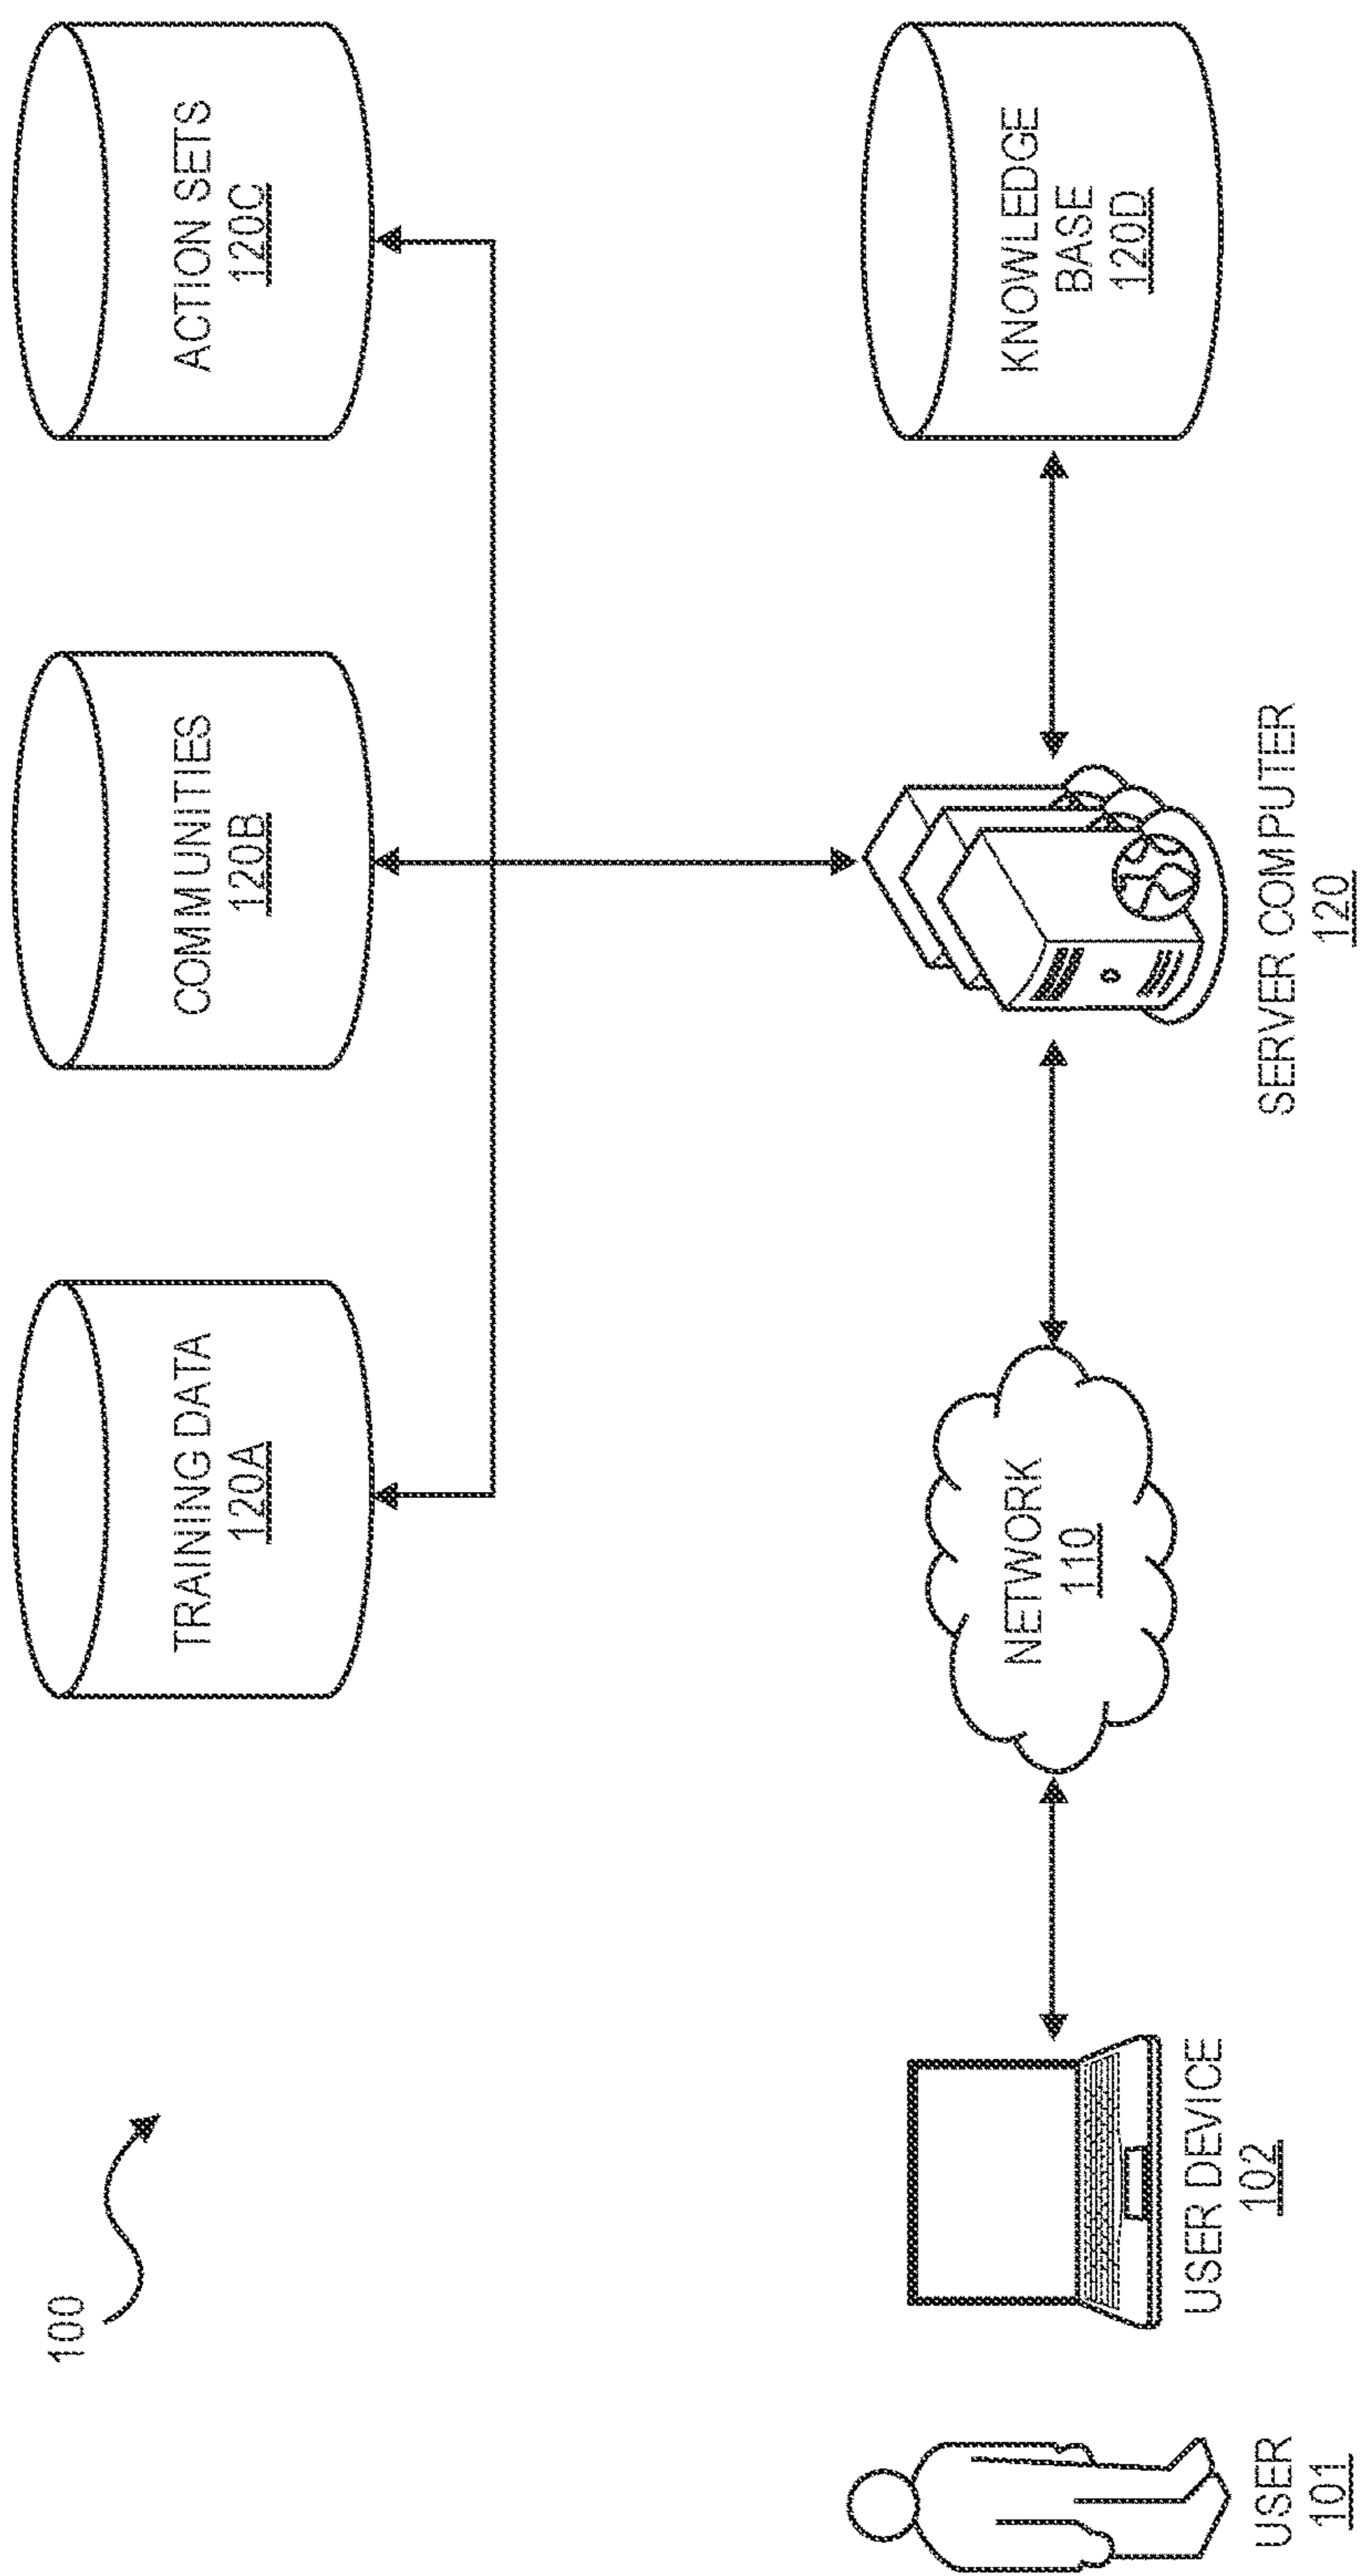 100
TRAINING DATA
120A
COMMUNITIES
120B
ACTION SETS
120C
USER
101
USER DEVICE
102
NETWORK
110
SERVER COMPUTER
120
KNOWLEDGE
BASE
120D